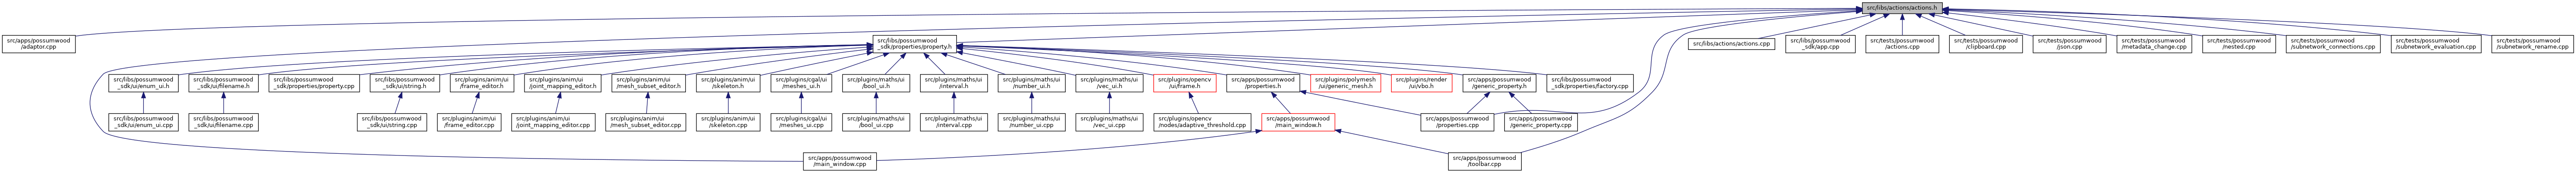 src/libs/actions/actions.h
src/apps/possumwood
/adaptor.cpp
src/libs/possumwood
_sdk/properties/property.h
src/libs/actions/actions.cpp
src/libs/possumwood
_sdk/app.cpp
src/tests/possumwood
/actions.cpp
src/tests/possumwood
/clipboard.cpp
src/tests/possumwood
/json.cpp
src/tests/possumwood
/metadata_change.cpp
src/tests/possumwood
/nested.cpp
src/tests/possumwood
/subnetwork_connections.cpp
src/tests/possumwood
/subnetwork_evaluation.cpp
src/tests/possumwood
/subnetwork_rename.cpp
src/libs/possumwood
_sdk/ui/enum_ui.h
src/libs/possumwood
_sdk/ui/filename.h
src/libs/possumwood
_sdk/properties/property.cpp
src/libs/possumwood
_sdk/ui/string.h
src/plugins/anim/ui
/frame_editor.h
src/plugins/anim/ui
/joint_mapping_editor.h
src/plugins/anim/ui
/mesh_subset_editor.h
src/plugins/anim/ui
/skeleton.h
src/plugins/cgal/ui
/meshes_ui.h
src/plugins/maths/ui
/bool_ui.h
src/plugins/maths/ui
/interval.h
src/plugins/maths/ui
/number_ui.h
src/plugins/maths/ui
/vec_ui.h
src/plugins/opencv
/ui/frame.h
src/apps/possumwood
/properties.h
src/plugins/polymesh
/ui/generic_mesh.h
src/plugins/render
/ui/vbo.h
src/apps/possumwood
/generic_property.h
src/libs/possumwood
_sdk/properties/factory.cpp
src/libs/possumwood
_sdk/ui/enum_ui.cpp
src/libs/possumwood
_sdk/ui/filename.cpp
src/libs/possumwood
_sdk/ui/string.cpp
src/plugins/anim/ui
/frame_editor.cpp
src/plugins/anim/ui
/joint_mapping_editor.cpp
src/plugins/anim/ui
/mesh_subset_editor.cpp
src/plugins/anim/ui
/skeleton.cpp
src/plugins/cgal/ui
/meshes_ui.cpp
src/plugins/maths/ui
/bool_ui.cpp
src/plugins/maths/ui
/interval.cpp
src/plugins/maths/ui
/number_ui.cpp
src/plugins/maths/ui
/vec_ui.cpp
src/plugins/opencv
/nodes/adaptive_threshold.cpp
src/apps/possumwood
/main_window.h
src/apps/possumwood
/properties.cpp
src/apps/possumwood
/generic_property.cpp
src/apps/possumwood
/main_window.cpp
src/apps/possumwood
/toolbar.cpp